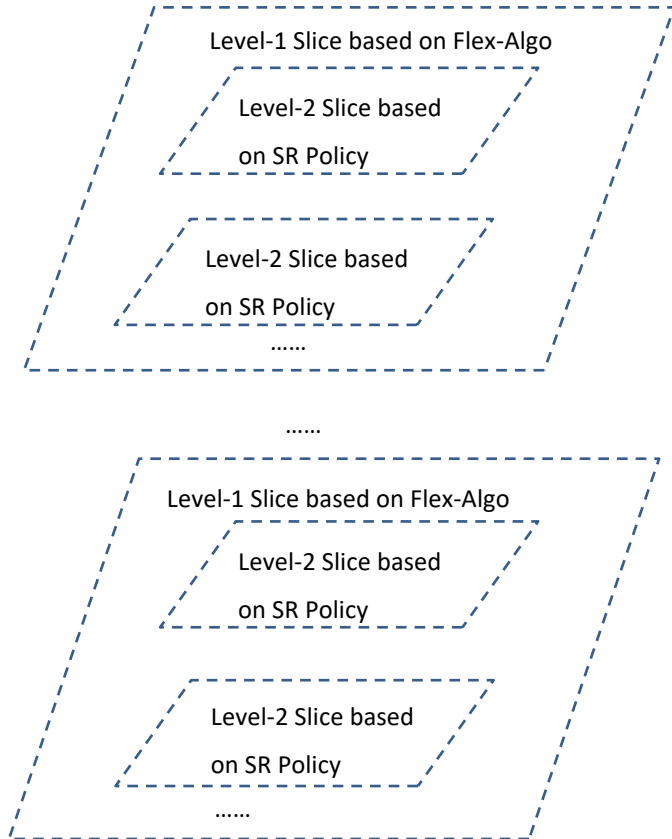 Level-1 Slice based on Flex-Algo
Level-2 Slice based
on SR Policy
Level-2 Slice based
on SR Policy
……
……
Level-1 Slice based on Flex-Algo
Level-2 Slice based
on SR Policy
Level-2 Slice based
on SR Policy
……